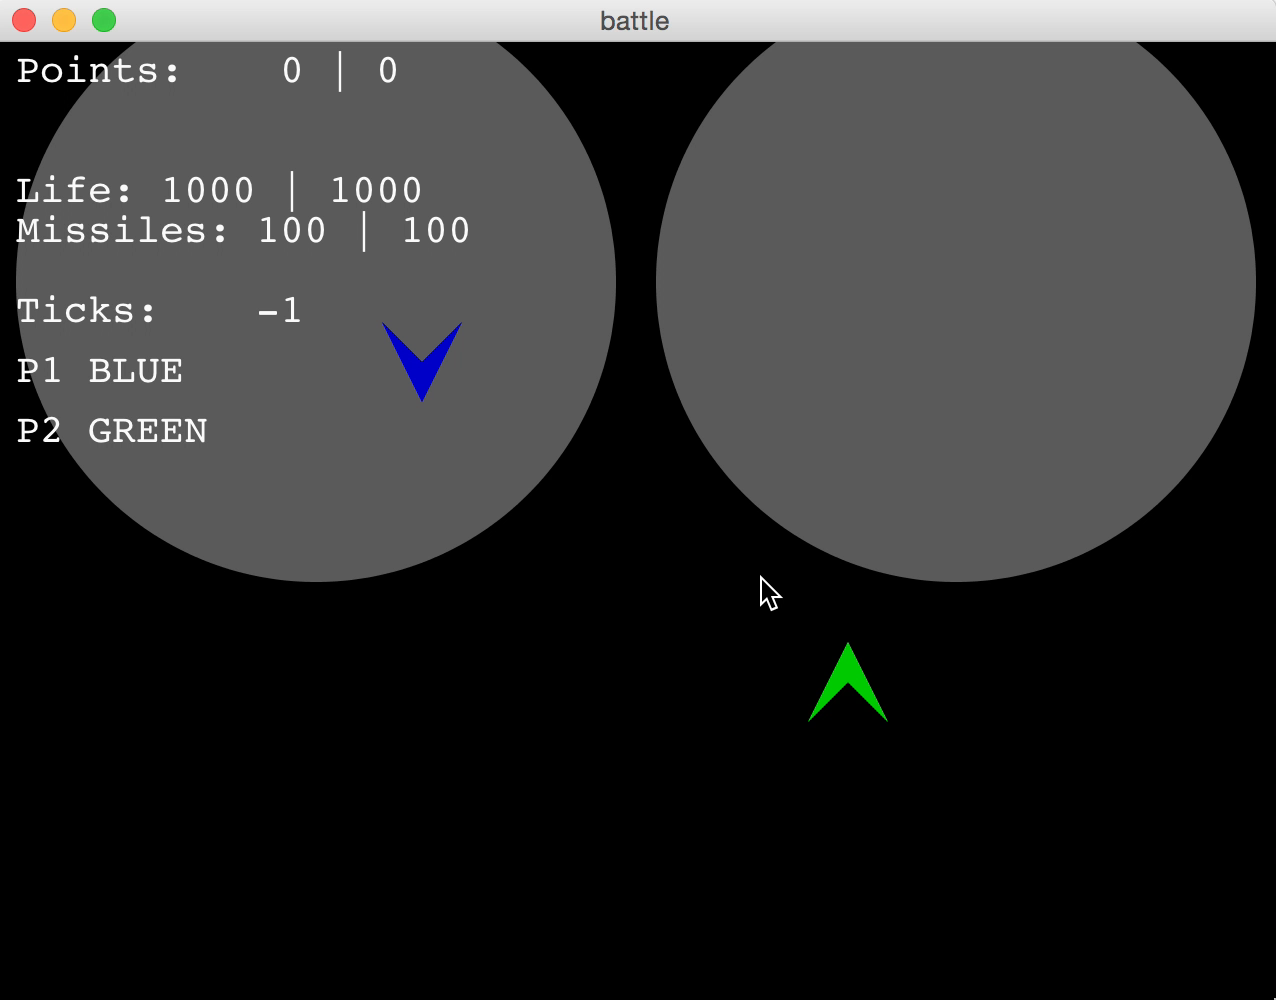 battle
Points:    0 | 0
Life: 1000 | 1000
Missiles: 100 | 100
Ticks:    -1
P1 BLUE
P2 GREEN